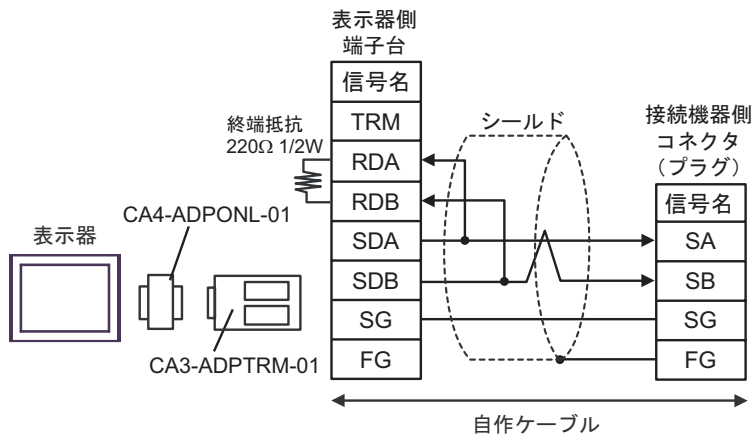 表示器側
端子台
信号名
TRM
RDA
RDB
SDA
SDB
SG
FG
終端抵抗
220Ω 1/2W
シールド
接続機器側
コネクタ
(プラグ)
信号名
SA
SB
SG
FG
表示器
CA4-ADPONL-01
CA3-ADPTRM-01
自作ケーブル